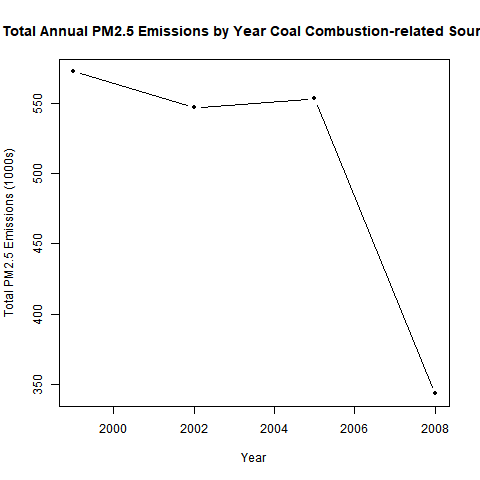 Total Annual PM2.5 Emissions by Year Coal Combustion-related Sour
Total PM2.5 Emissions (1000s)
550
500
450
400
350
2000 2002 2004 2006 2008
Year